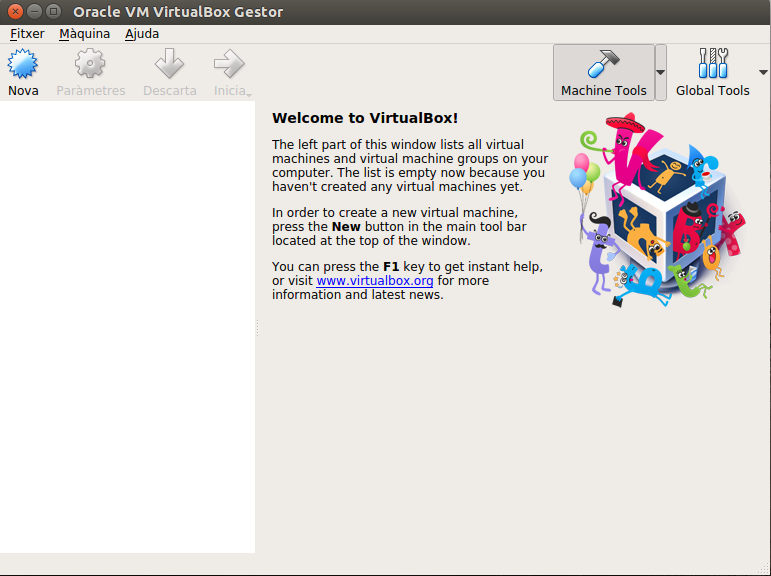 Oracle VM VirtualBox Gestor
Fitxer Màquina Ajuda
Nova Paràmetres Descarta Inicia Machine Tools Global Tools
Welcome to VirtualBox!
The left part of this window lists all virtual
machines and virtual machine groups on your
computer. The list is empty now because you
haven't created any virtual machines yet.
In order to create a new virtual machine,
press the New button in the main tool bar
located at the top of the window.
You can press the F1 key to get instant help,
or visit www.virtualbox.org for more
information and latest news.